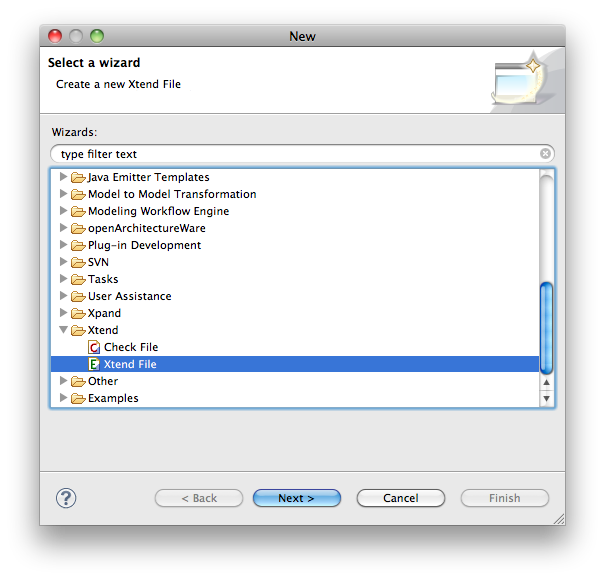 New
Select a wizard
Create a new Xtend File
Wizards:
type filter text
Java Emitter Templates
Model to Model Transformation
Modeling Workflow Engine
openArchitectureWare
Plug-in Development
SVN
Tasks
User Assistance
Xpand
Xtend
C Check File
E Xtend File
Other
Examples
? < Back Next > Cancel Finish